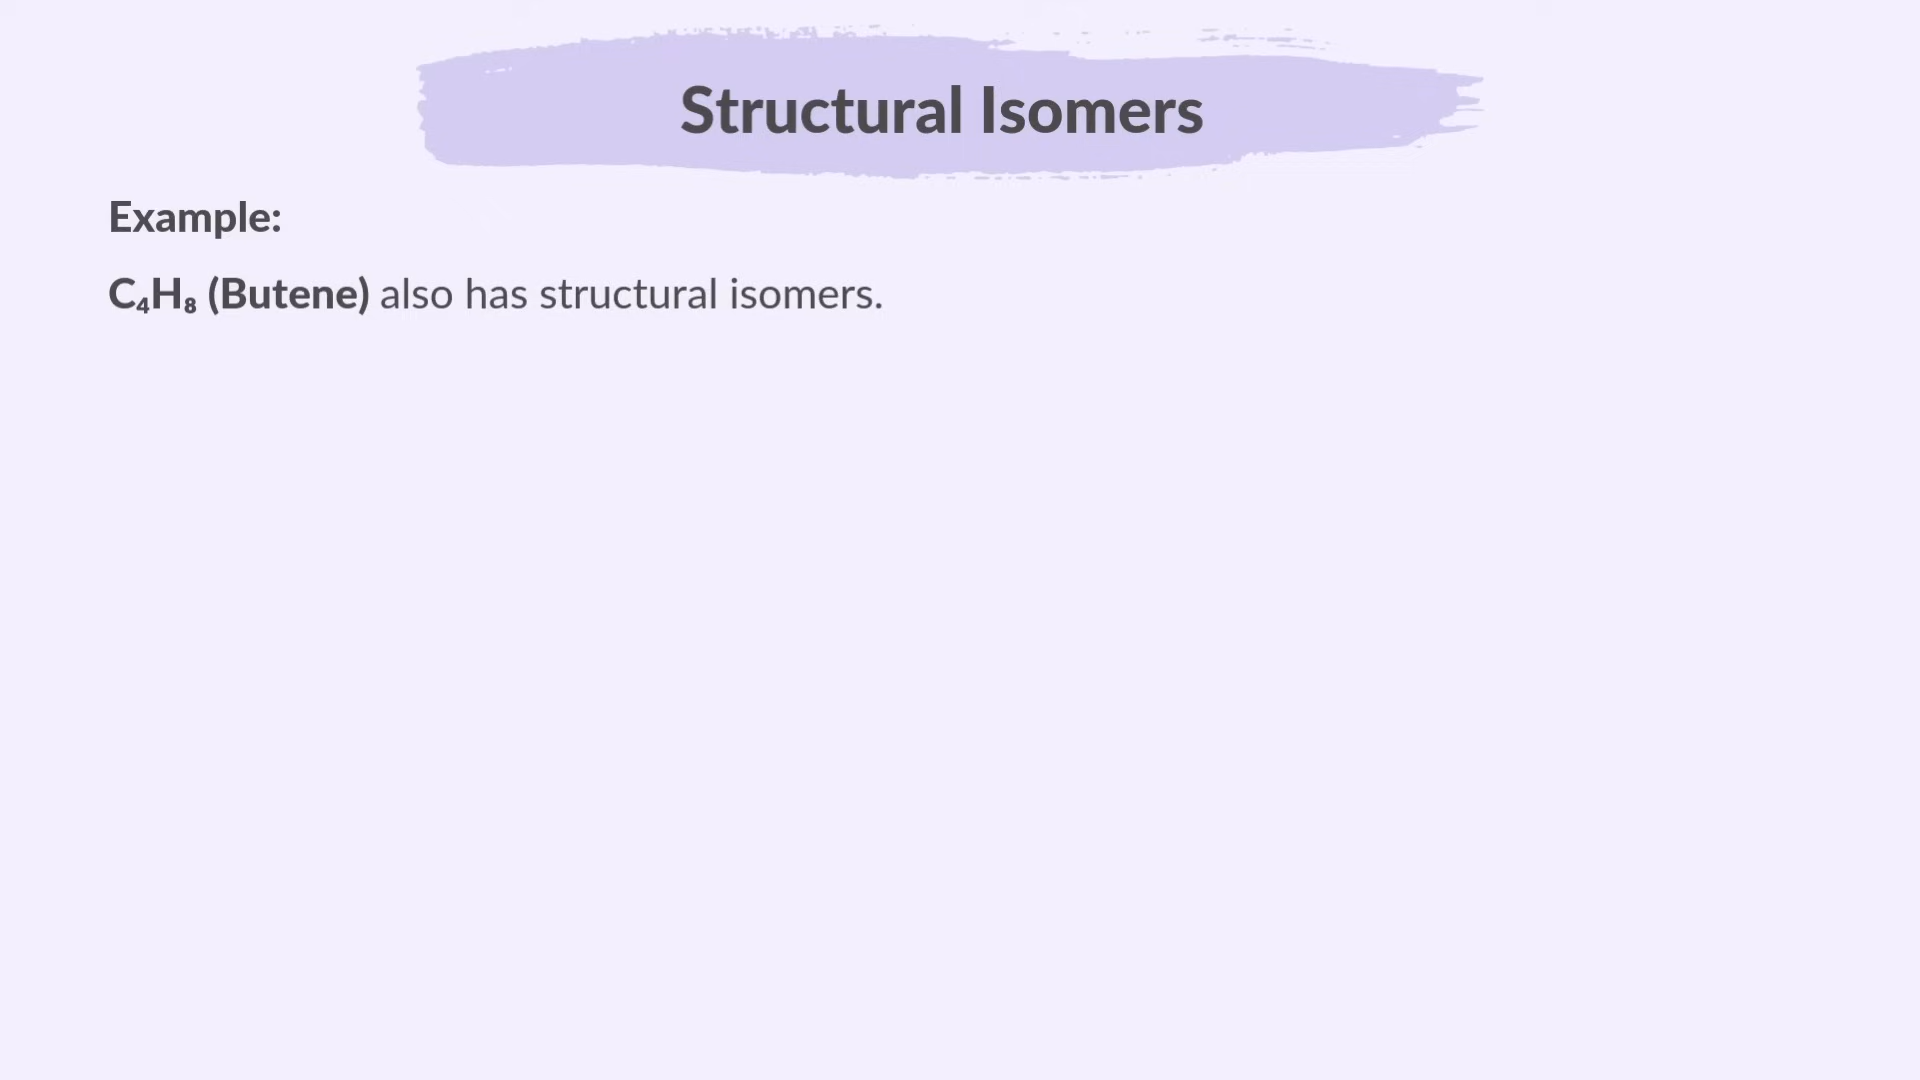 Structural Isomers
Example:
C₄H₈ (Butene) also has structural isomers.